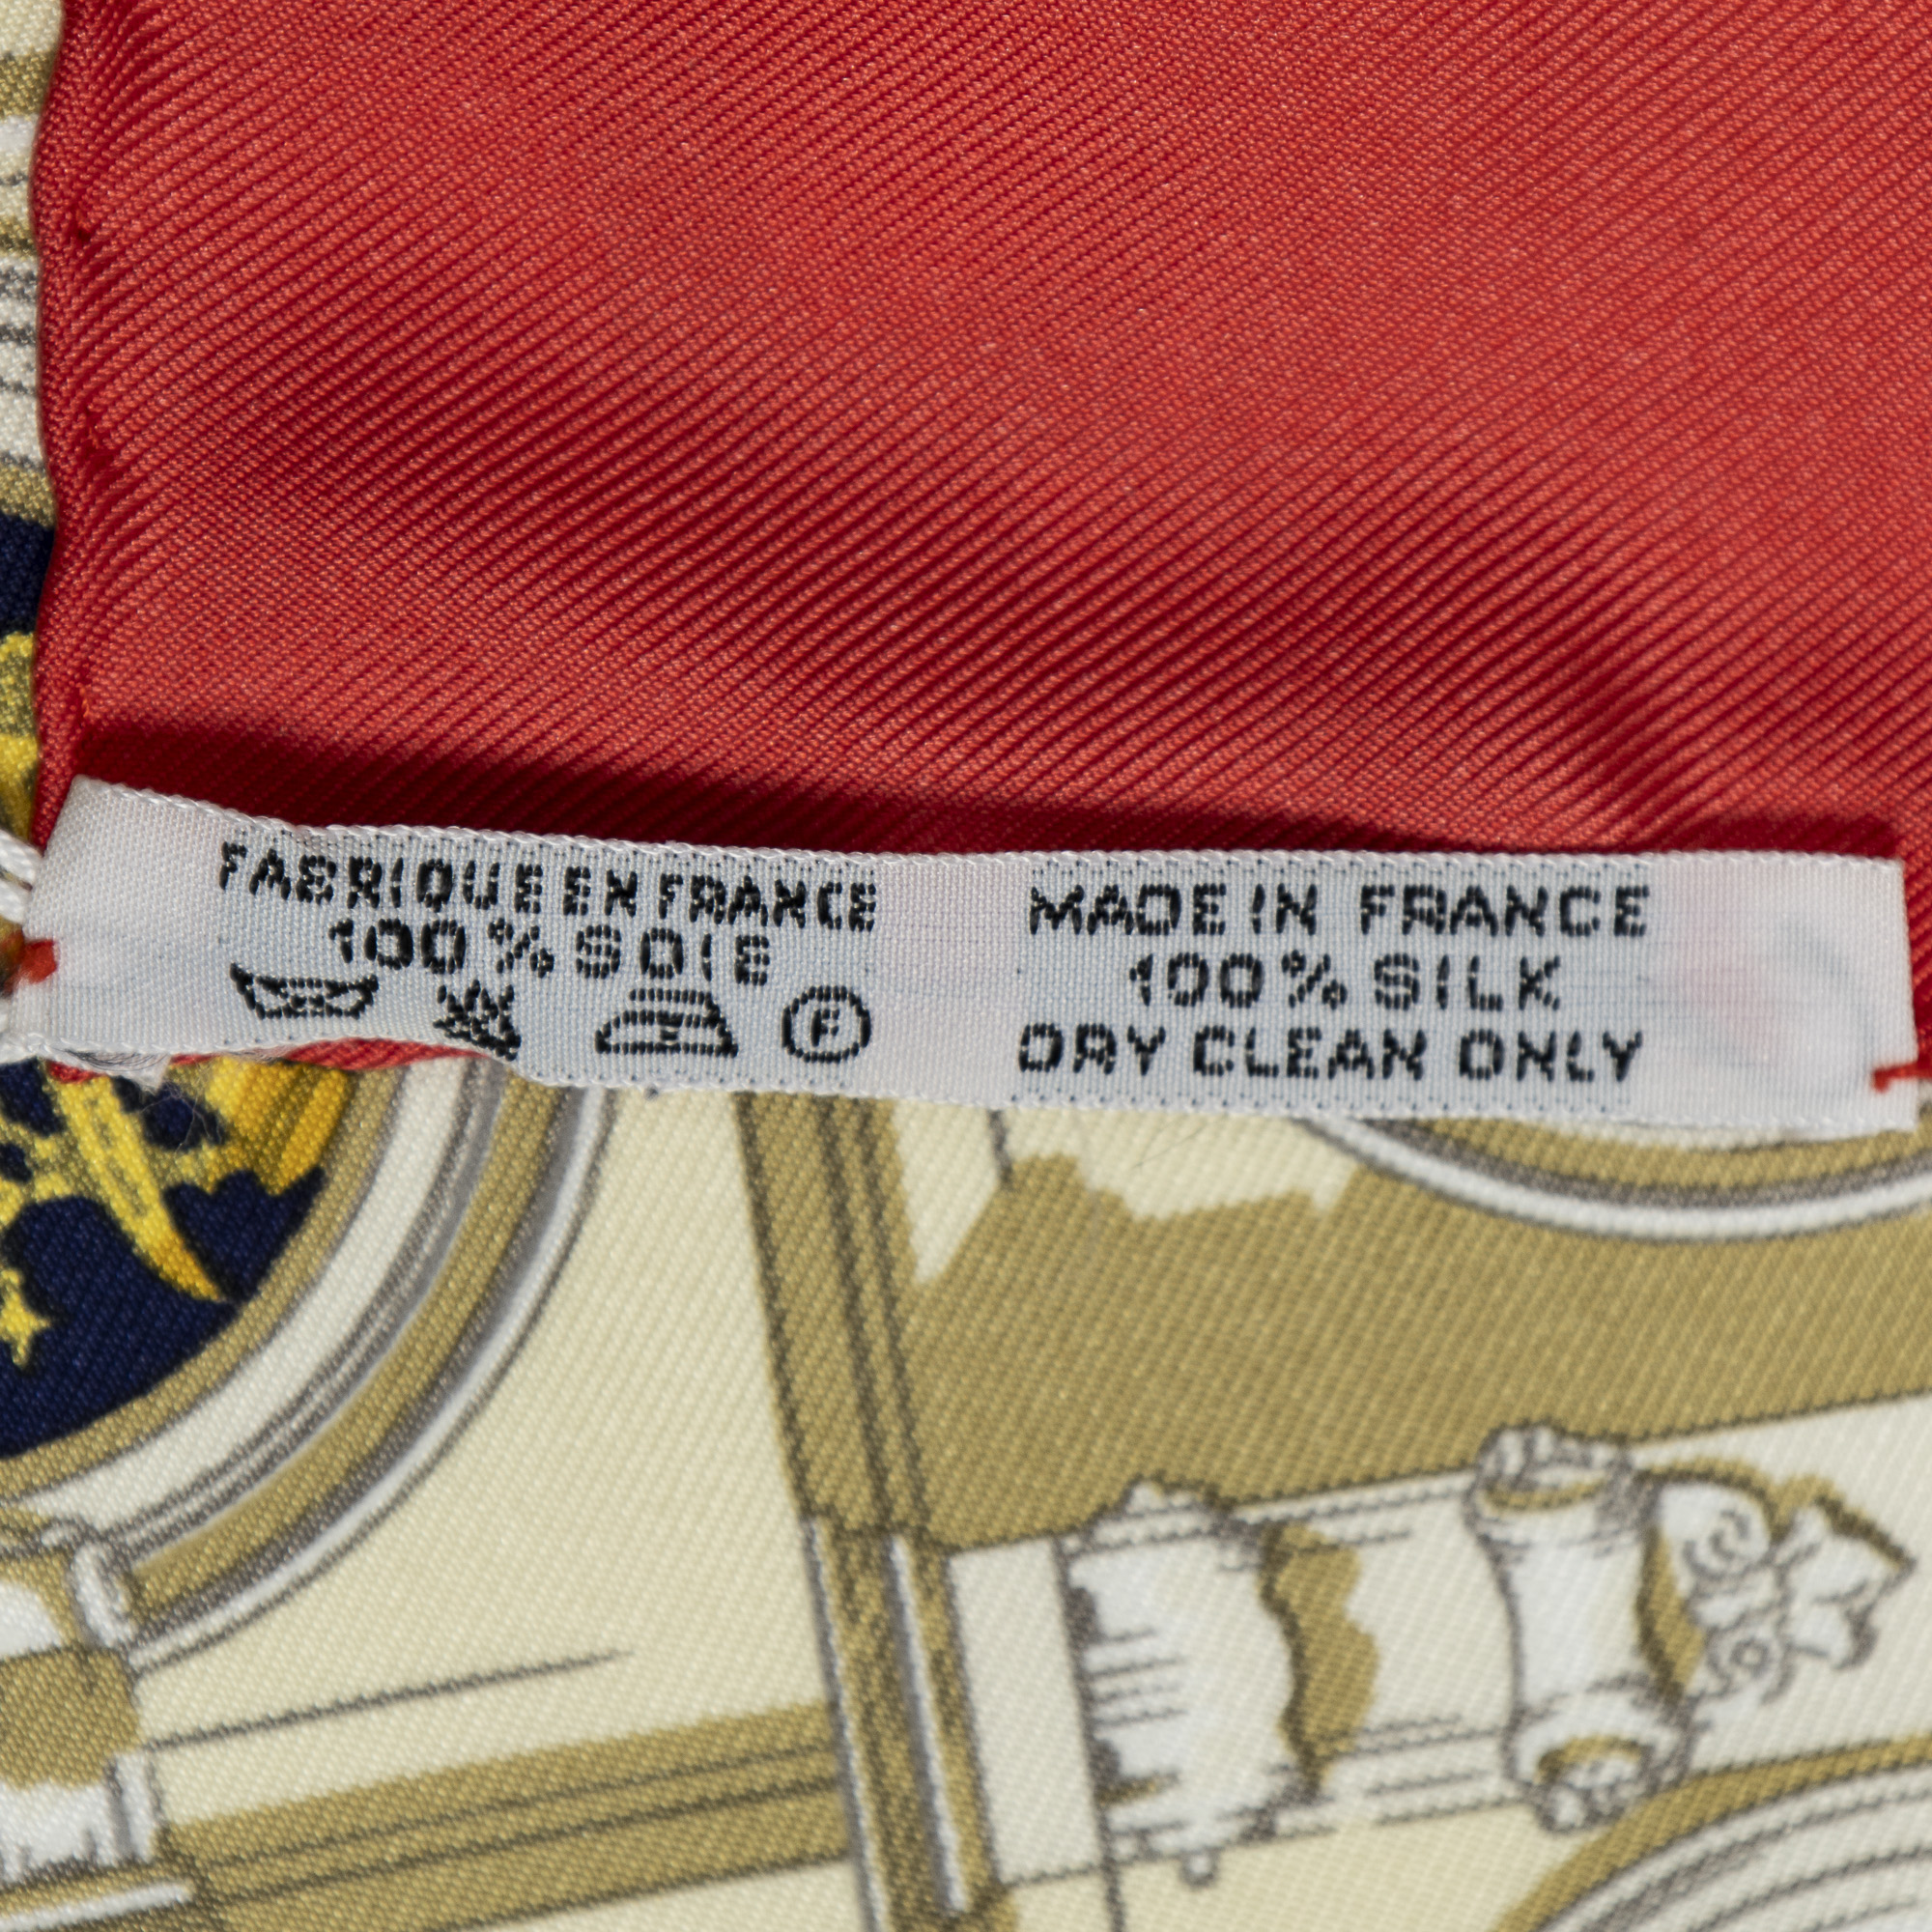 FABRIQUE EN FRANCE
100% SOIE
F
MADE IN FRANCE
100% SILK
DRY CLEAN ONLY